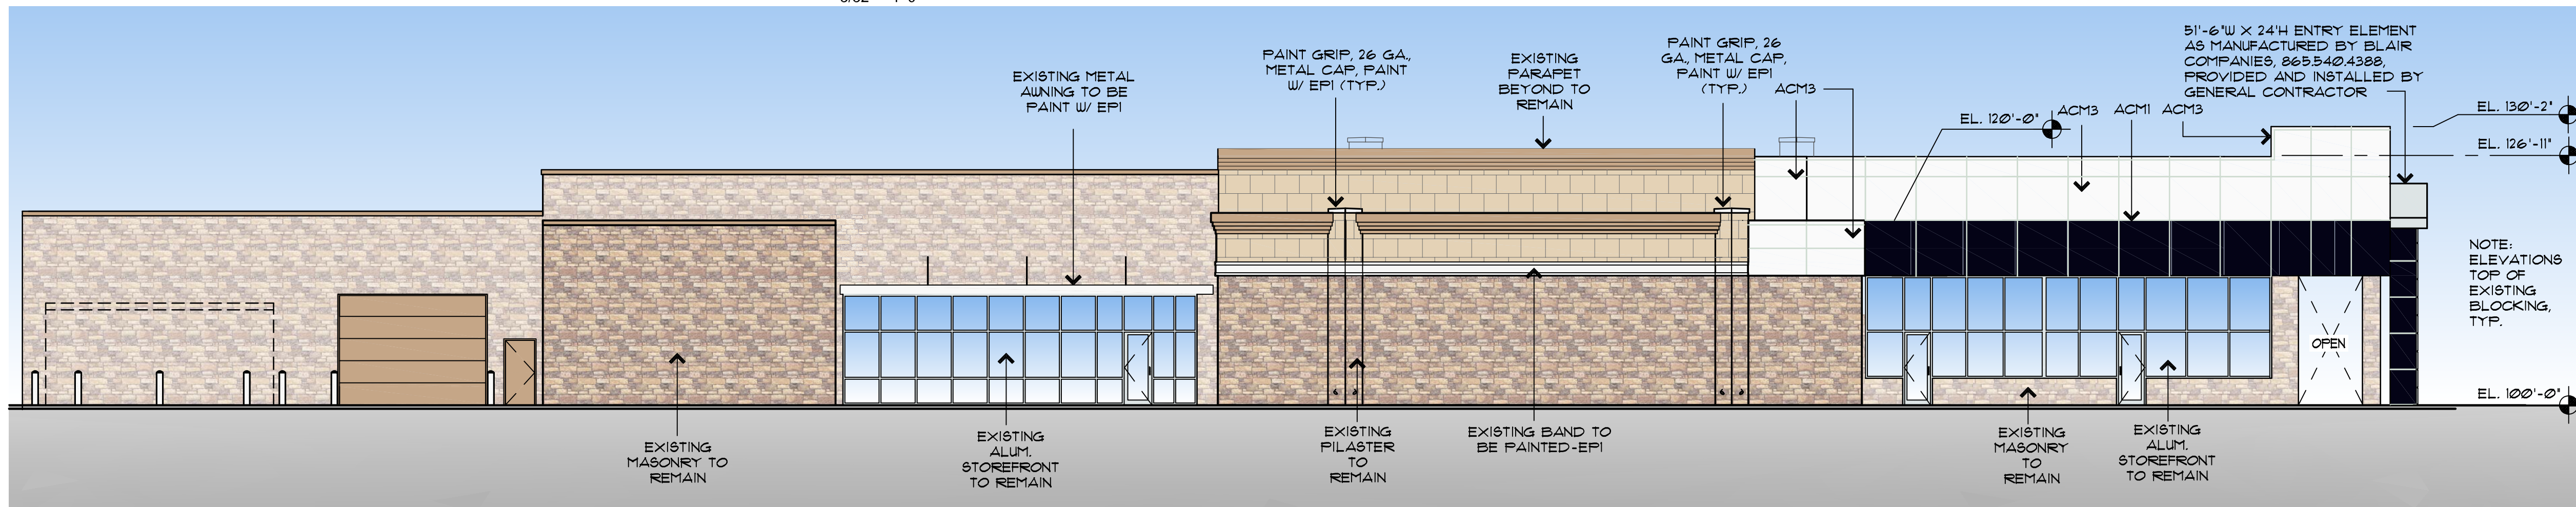 EXISTING METAL
AWNING TO BE
PAINT W/ EP1
PAINT GRIP, 26 GA.,
METAL CAP, PAINT
W/ EP1 (TYP.)
EXISTING
PARAPET
BEYOND TO
REMAIN
PAINT GRIP, 26
GA., METAL CAP,
PAINT W/ EP1
(TYP.)
ACM3
EL. 120'-0"
ACM3
ACM1
ACM3
51'-6"W X 24'H ENTRY ELEMENT
AS MANUFACTURED BY BLAIR
COMPANIES, 865.540.4388,
PROVIDED AND INSTALLED BY
GENERAL CONTRACTOR
EL. 130'-2"
EL. 126'-11"
NOTE:
ELEVATIONS
TOP OF
EXISTING
BLOCKING,
TYP.
OPEN
EL. 100'-0"
EXISTING
MASONRY TO
REMAIN
EXISTING
ALUM.
STOREFRONT
TO REMAIN
EXISTING
PILASTER
TO
REMAIN
EXISTING BAND TO
BE PAINTED-EP1
EXISTING
MASONRY
TO
REMAIN
EXISTING
ALUM.
STOREFRONT
TO REMAIN